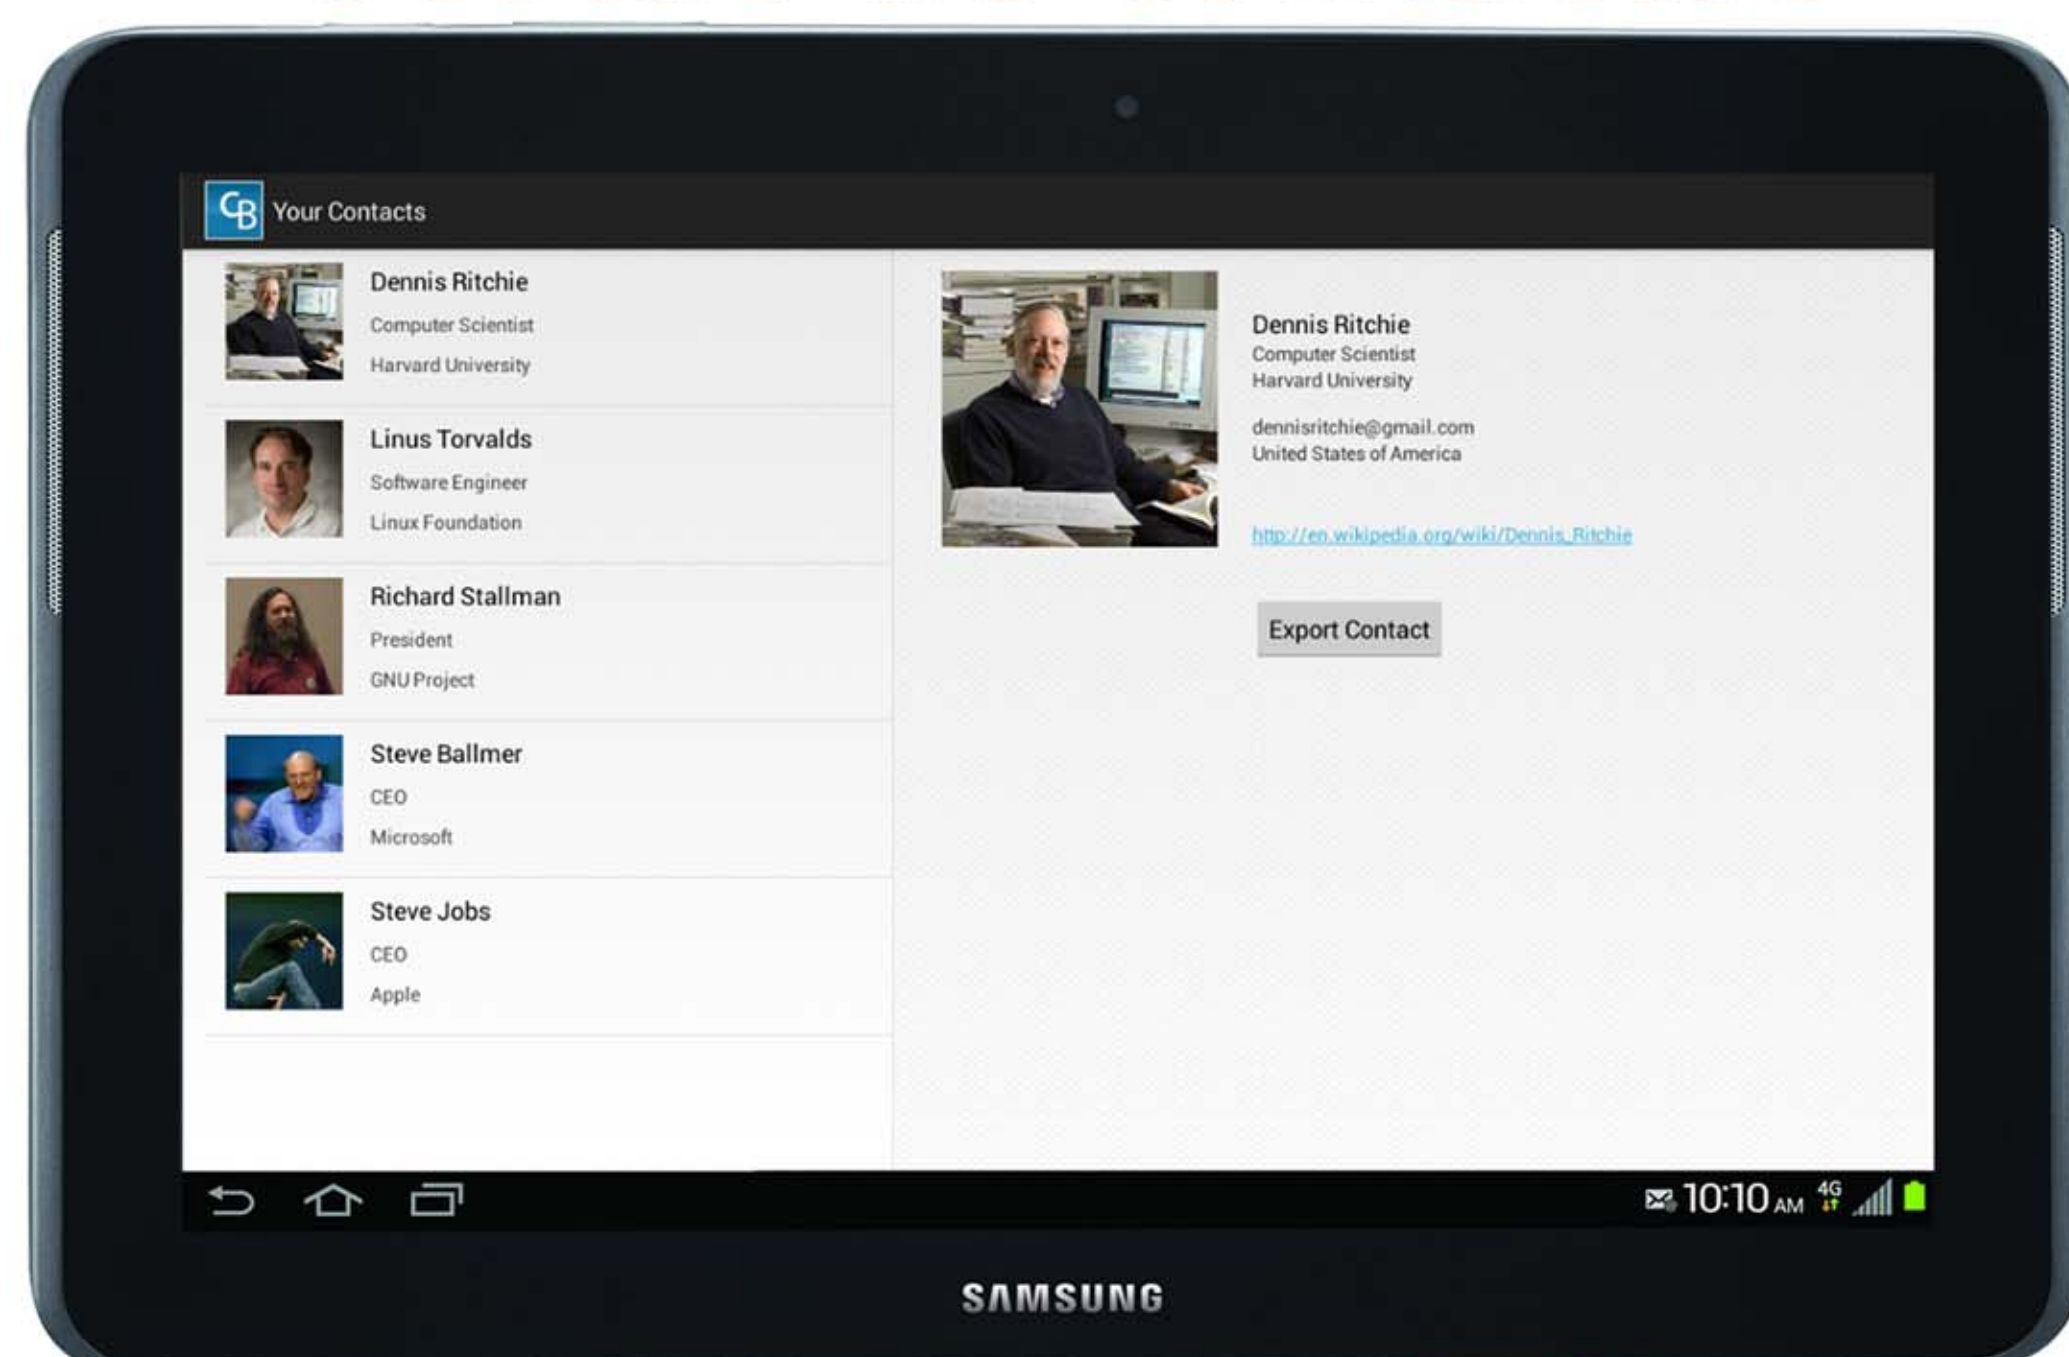 CB Your Contacts
Dennis Ritchie
Computer Scientist
Harvard University
Linus Torvalds
Software Engineer
Linux Foundation
Richard Stallman
President
GNU Project
Steve Ballmer
CEO
Microsoft
Steve Jobs
CEO
Apple
Dennis Ritchie
Computer Scientist
Harvard University
dennisritchie@gmail.com
United States of America
http://en.wikipedia.org/wiki/Dennis_Ritchie
Export Contact
10:10 AM 4G
SAMSUNG